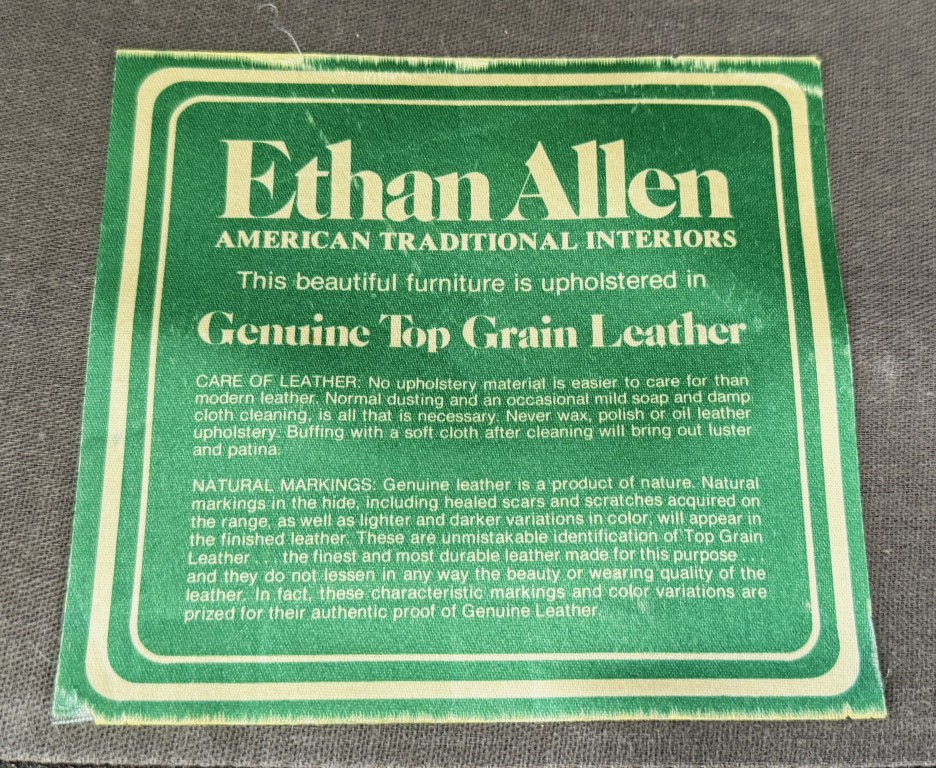 Ethan Allen
AMERICAN TRADITIONAL INTERIORS
This beautiful furniture is upholstered in
Genuine Top Grain Leather
CARE OF LEATHER: No upholstery material is easier to care for than
modern leather. Normal dusting and an occasional mild soap and damp
cloth cleaning, is all that is necessary. Never wax, polish or oil leather
upholstery. Buffing with a soft cloth after cleaning will bring out luster
and patina.
NATURAL MARKINGS: Genuine leather is a product of nature. Natural
markings in the hide, including healed scars and scratches acquired on
the range, as well as lighter and darker variations in color, will appear in
the finished leather. These are unmistakable identification of Top Grain
Leather . . . the finest and most durable leather made for this purpose . . .
and they do not lessen in any way the beauty or wearing quality of the
leather. In fact, these characteristic markings and color variations are
prized for their authentic proof of Genuine Leather.